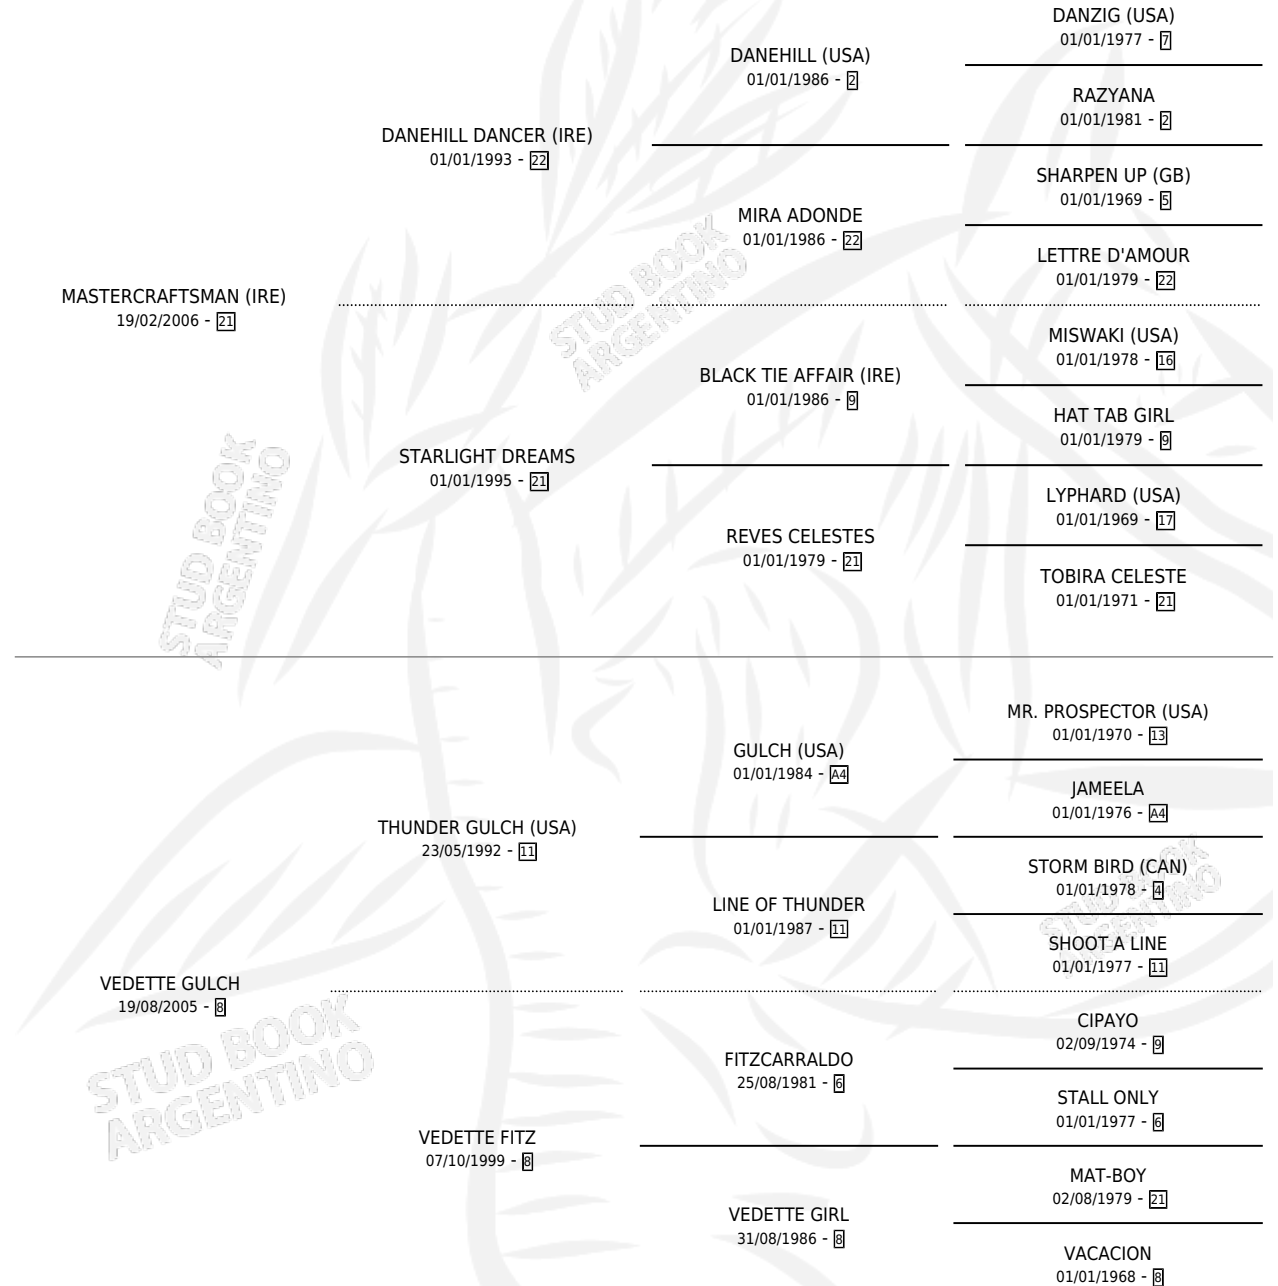 DANZIG (USA)
01/01/1977 - 7
DANEHILL (USA)
01/01/1986 - 2
RAZYANA
01/01/1981 - 2
DANEHILL DANCER (IRE)
01/01/1993 - 22
SHARPEN UP (GB)
01/01/1969 - 5
MIRA ADONDE
01/01/1986 - 22
LETTRE D'AMOUR
01/01/1979 - 22
MASTERCRAFTSMAN (IRE)
19/02/2006 - 21
STUD BOOK
ARGENTINO
MISWAKI (USA)
01/01/1978 - 16
BLACK TIE AFFAIR (IRE)
01/01/1986 - 9
HAT TAB GIRL
01/01/1979 - 9
STARLIGHT DREAMS
01/01/1995 - 21
LYPHARD (USA)
01/01/1969 - 17
REVES CELESTES
01/01/1979 - 21
TOBIRA CELESTE
01/01/1971 - 21
STUD BOOK
ARGENTINO
MR. PROSPECTOR (USA)
01/01/1970 - 13
GULCH (USA)
01/01/1984 - A4
JAMEELA
01/01/1976 - A4
THUNDER GULCH (USA)
23/05/1992 - 11
STORM BIRD (CAN)
01/01/1978 - 4
LINE OF THUNDER
01/01/1987 - 11
SHOOT A LINE
01/01/1977 - 11
STUD BOOK
ARGENTINO
VEDETTE GULCH
19/08/2005 - 8
CIPAYO
02/09/1974 - 9
FITZCARRALDO
25/08/1981 - 6
STALL ONLY
01/01/1977 - 6
STUD BOOK
ARGENTINO
VEDETTE FITZ
07/10/1999 - 8
MAT-BOY
02/08/1979 - 21
VEDETTE GIRL
31/08/1986 - 8
VACACION
01/01/1968 - 8